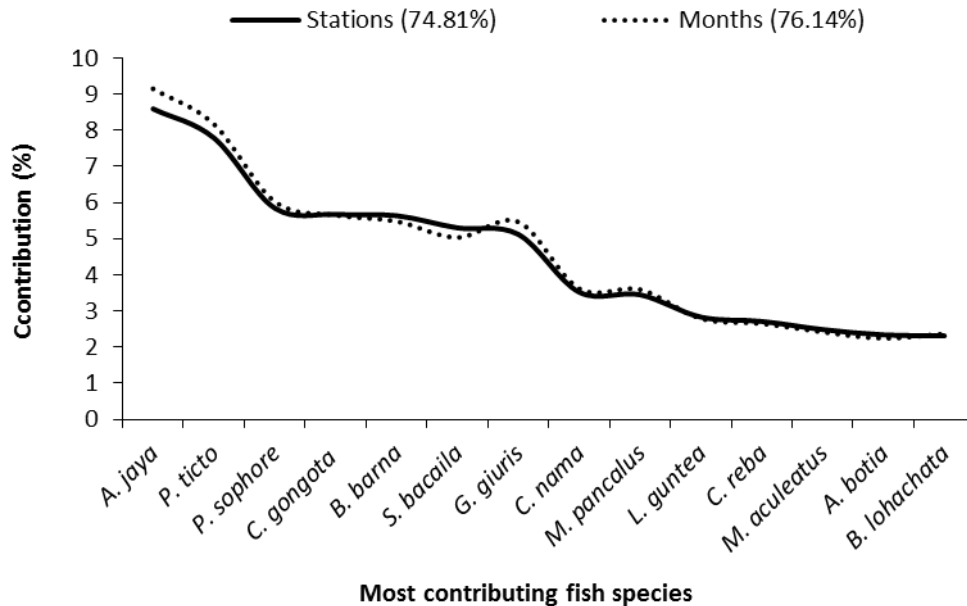 Stations (74.81%) Months (76.14%)
10
9
8
7
6
5
4
3
2
1
0
Ccontribution (%)
A. jaya
P. ticto
P. sophore
C. gongota
B. barna
S. bacaila
G. giuris
C. nama
M. pancalus
L. guntea
C. reba
M. aculeatus
A. botia
B. lohachata
Most contributing fish species